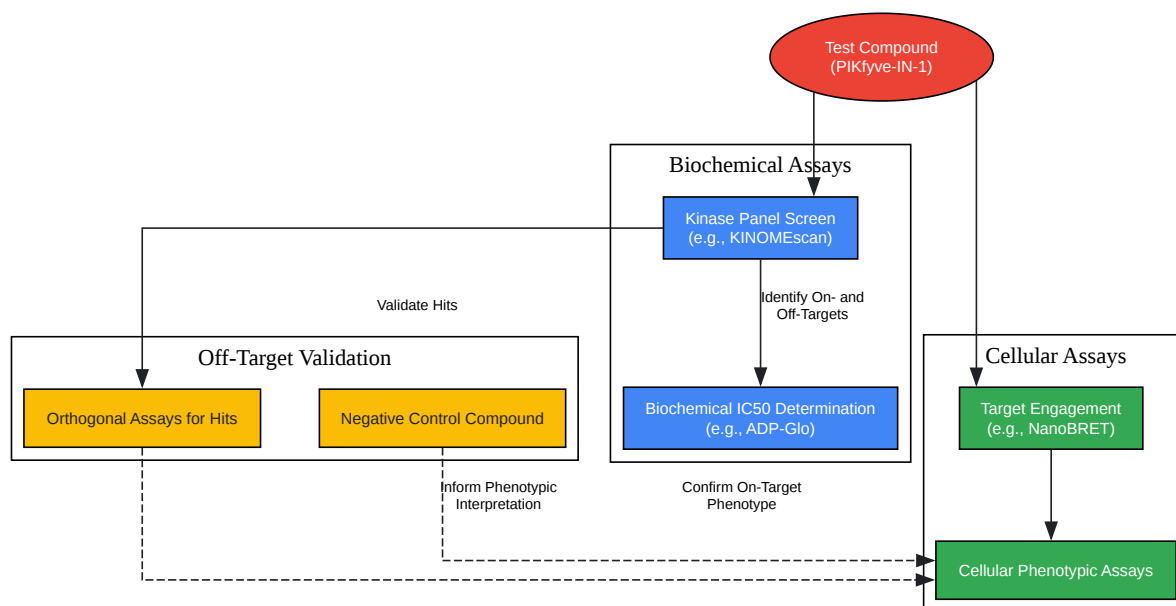 Test Compound
(PIKfyve-IN-1)
Biochemical Assays
Kinase Panel Screen
(e.g., KINOMEscan)
Identify On- and
Off-Targets
Validate Hits
Off-Target Validation
Cellular Assays
Orthogonal Assays for Hits
Negative Control Compound
Biochemical IC50 Determination
(e.g., ADP-Glo)
Target Engagement
(e.g., NanoBRET)
Inform Phenotypic
Interpretation
Confirm On-Target
Phenotype
Cellular Phenotypic Assays